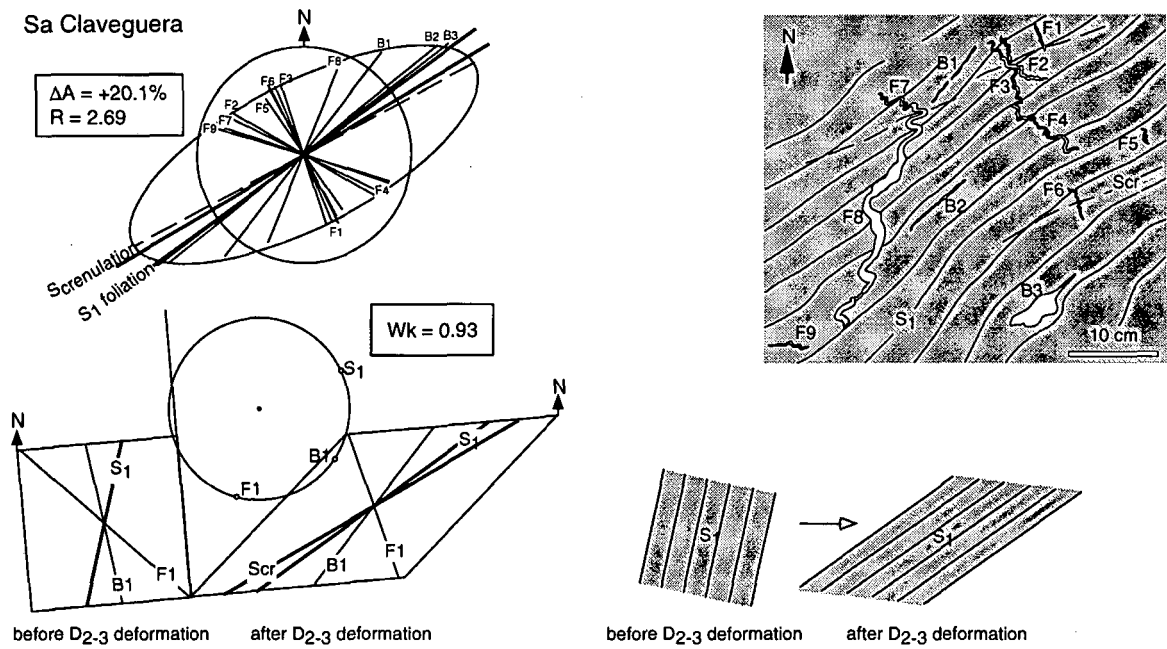 Sa Claveguera
ΔA = +20.1%
R = 2.69
N
B1
B2
B3
F8
F6
F3
F5
F2
F7
F9
F4
F1
Screnulation
S1 foliation
N
F1
B1
F2
F7
F3
F4
F5
F6
Scr
F8
B2
B3
S1
F9
10 cm
Wk = 0.93
N
S1
B1
F1
S1
B1
F1
N
S1
Scr
B1
F1
before D2-3 deformation
after D2-3 deformation
S1
S1
before D2-3 deformation
after D2-3 deformation